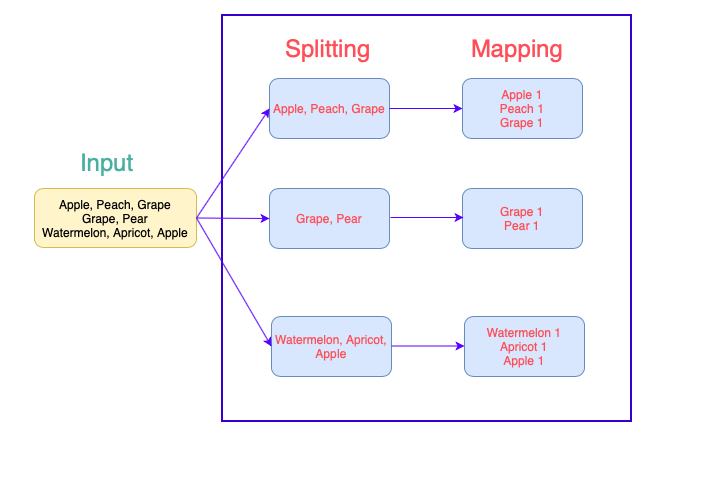 Splitting
Mapping
Apple, Peach, Grape
Apple 1
Peach 1
Grape 1
Input
Apple, Peach, Grape
Grape, Pear
Watermelon, Apricot, Apple
Grape, Pear
Grape 1
Pear 1
Watermelon, Apricot,
Apple
Watermelon 1
Apricot 1
Apple 1